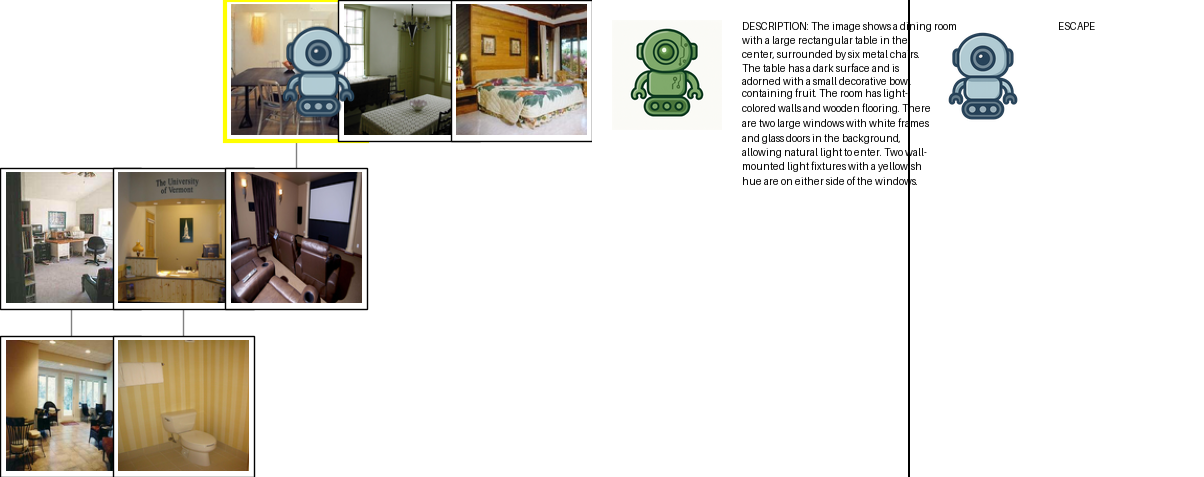 The University
of Vermont
DESCRIPTION: The image shows a dining room
with a large rectangular table in the
center, surrounded by six metal chairs.
The table has a dark surface and is
adorned with a small decorative bowl
containing fruit. The room has light-
colored walls and wooden flooring. There
are two large windows with white frames
and glass doors in the background,
allowing natural light to enter. Two wall-
mounted light fixtures with a yellowish
hue are on either side of the windows.
ESCAPE